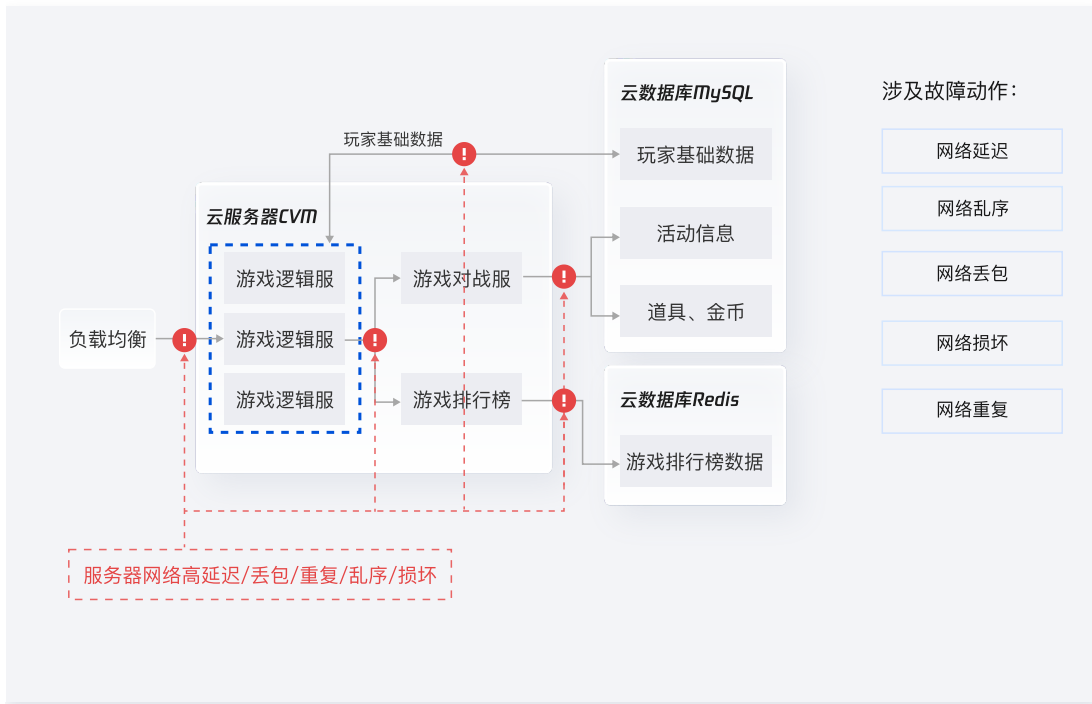 云数据库MySQL
涉及故障动作：
玩家基础数据
玩家基础数据
网络延迟
云服务器CVM
网络乱序
活动信息
游戏逻辑服
游戏对战服
网络丢包
道具、金币
负载均衡
游戏逻辑服
网络损坏
游戏逻辑服
游戏排行榜
云数据库Redis
网络重复
游戏排行榜数据
服务器网络高延迟/丢包/重复/乱序/损坏